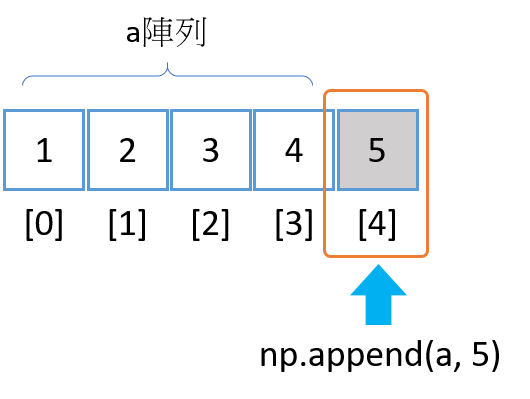 a陣列
1 2 3 4 5
[0] [1] [2] [3] [4]
np.append(a, 5)